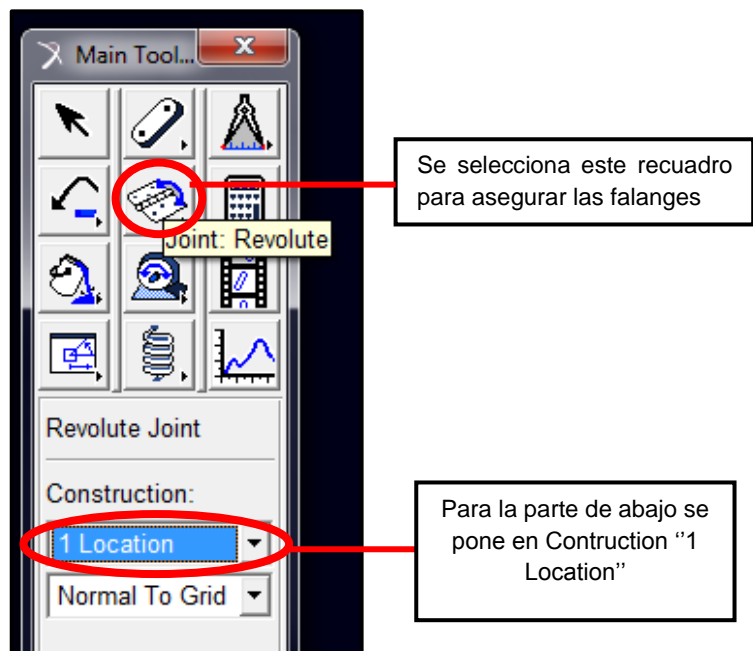 Main Tool...
Joint: Revolute
Revolute Joint
Construction:
1 Location
Normal To Grid
Se selecciona este recuadro
para asegurar las falanges
Para la parte de abajo se
pone en Contruction ‘’1
Location’’